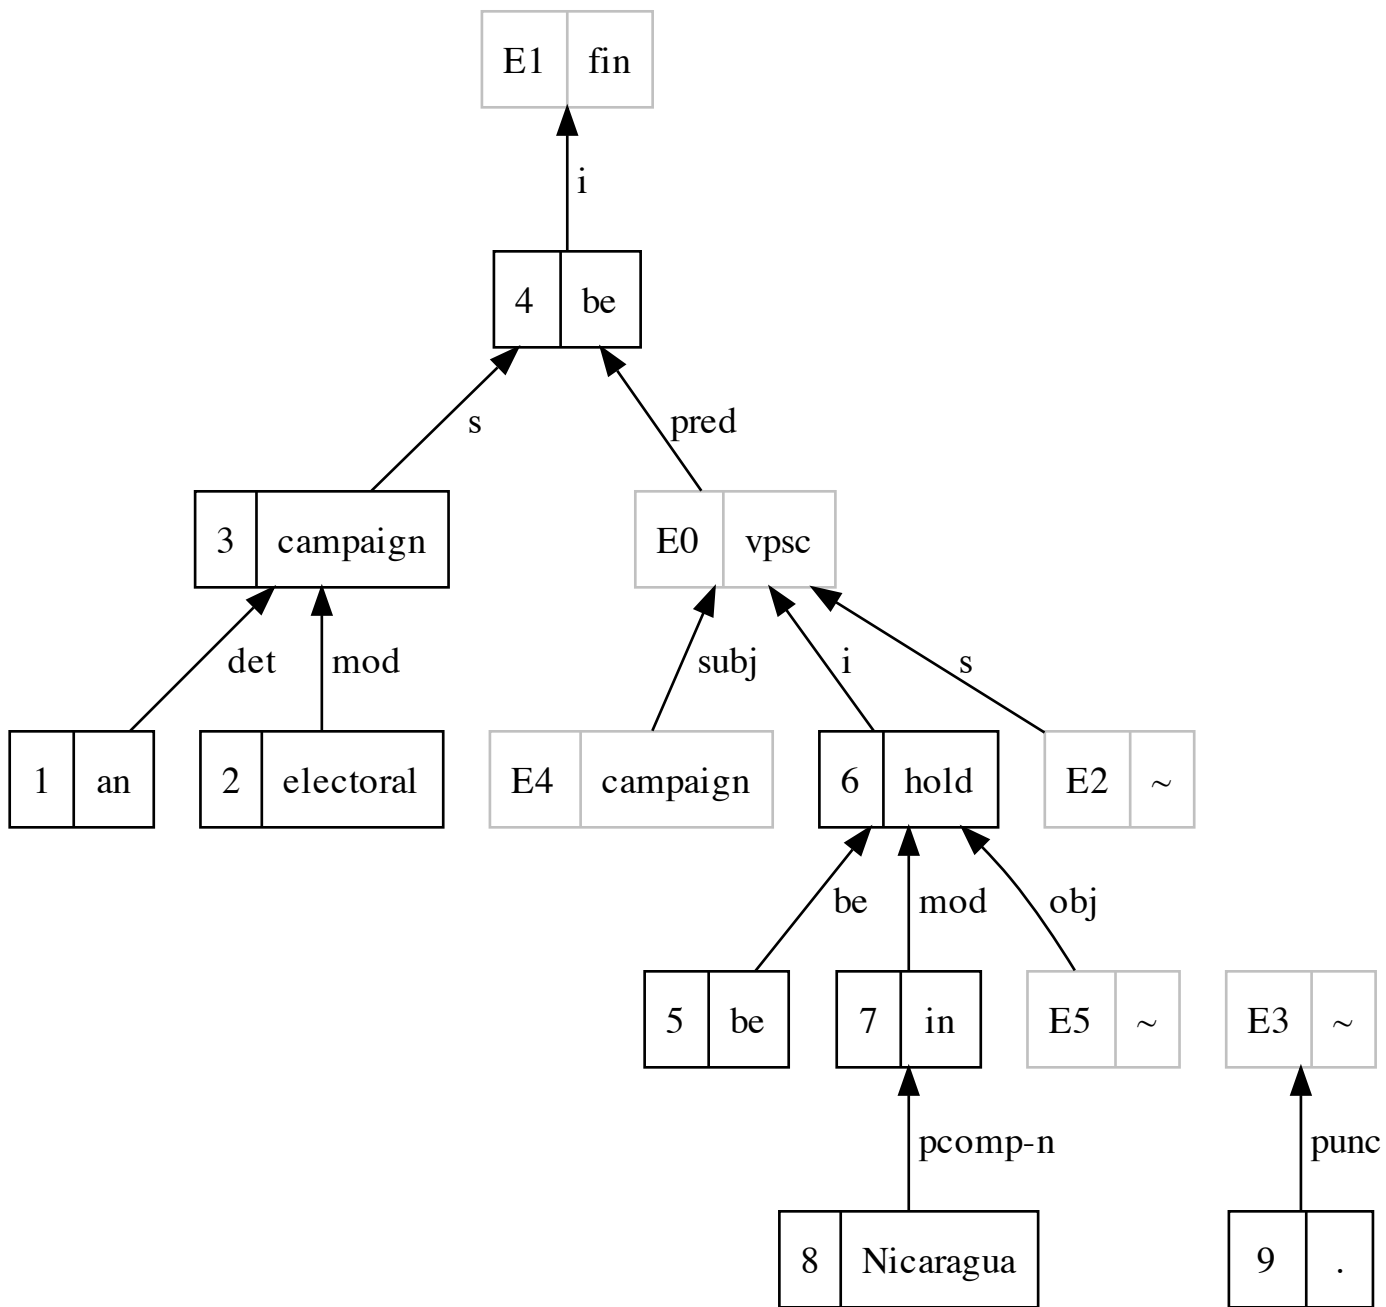 E1 fin
i
4 be
s pred
3 campaign E0 vpsc
det mod subj i s
1 an 2 electoral E4 campaign 6 hold E2 ~
be mod obj
5 be 7 in E5 ~ E3 ~
pcomp-n punc
8 Nicaragua 9 .